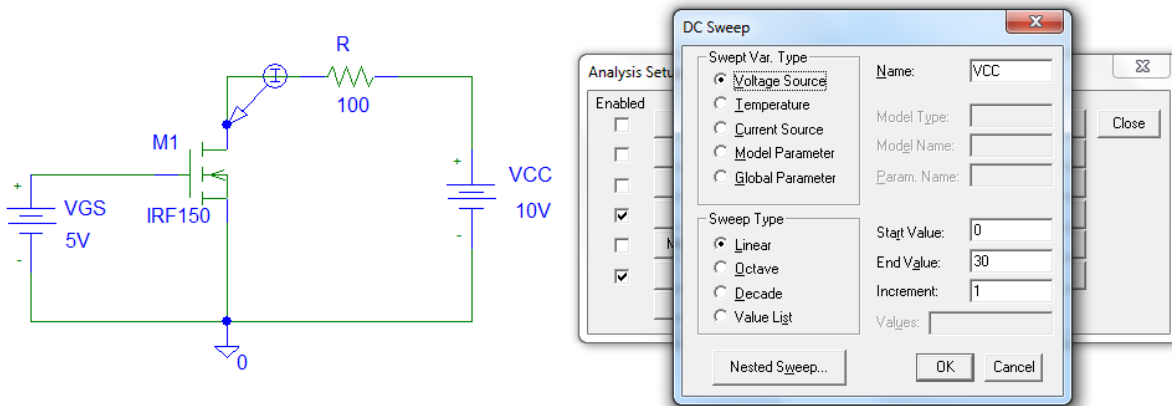 R
100
M1
IRF150
+
VGS
5V
-
+
VCC
10V
-
0
Analysis Setu
Enabled
Close
DC Sweep
Swept Var. Type
Voltage Source
Temperature
Current Source
Model Parameter
Global Parameter
Name: VCC
Model Type:
Model Name:
Param. Name:
Sweep Type
Linear
Octave
Decade
Value List
Start Value: 0
End Value: 30
Increment: 1
Values:
Nested Sweep...
OK
Cancel